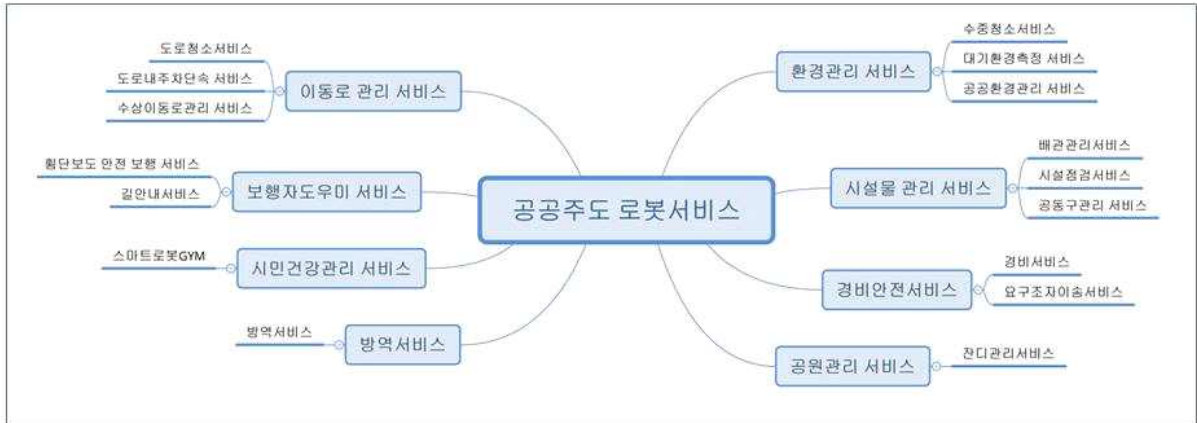 공공주도 로봇서비스
이동로 관리 서비스
도로청소서비스
도로내주차단속 서비스
수상이동로관리 서비스
보행자도우미 서비스
횡단보도 안전 보행 서비스
길안내서비스
시민건강관리 서비스
스마트로봇GYM
방역서비스
방역서비스
환경관리 서비스
수중청소서비스
대기환경측정 서비스
공공환경관리 서비스
시설물 관리 서비스
배관관리서비스
시설점검서비스
공동구관리 서비스
경비안전서비스
경비서비스
요구조자이송서비스
공원관리 서비스
잔디관리서비스